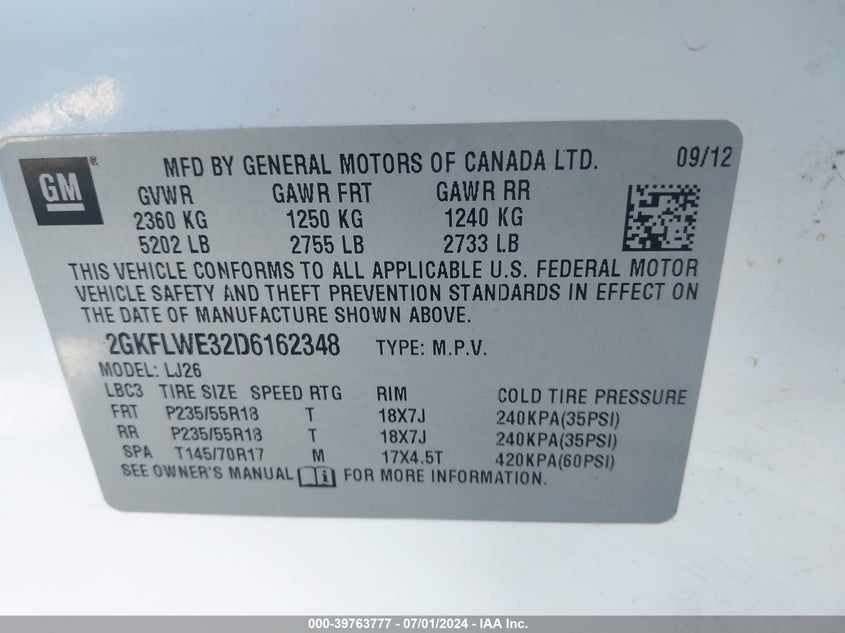 GM ® MFD BY GENERAL MOTORS OF CANADA LTD. 09/12
GVWR GAWR FRT GAWR RR
2360 KG 1250 KG 1240 KG
5202 LB 2755 LB 2733 LB
THIS VEHICLE CONFORMS TO ALL APPLICABLE U.S. FEDERAL MOTOR
VEHICLE SAFETY AND THEFT PREVENTION STANDARDS IN EFFECT ON
THE DATE OF MANUFACTURE SHOWN ABOVE.
2GKFLWE32D6162348 TYPE: M.P.V.
MODEL: LJ26
LBC3 TIRE SIZE SPEED RTG RIM COLD TIRE PRESSURE
FRT P235/55R18 T 18X7J 240KPA(35PSI)
RR P235/55R18 T 18X7J 240KPA(35PSI)
SPA T145/70R17 M 17X4.5T 420KPA(60PSI)
SEE OWNER'S MANUAL i FOR MORE INFORMATION.
000-39763777 - 07/01/2024 - IAA Inc.